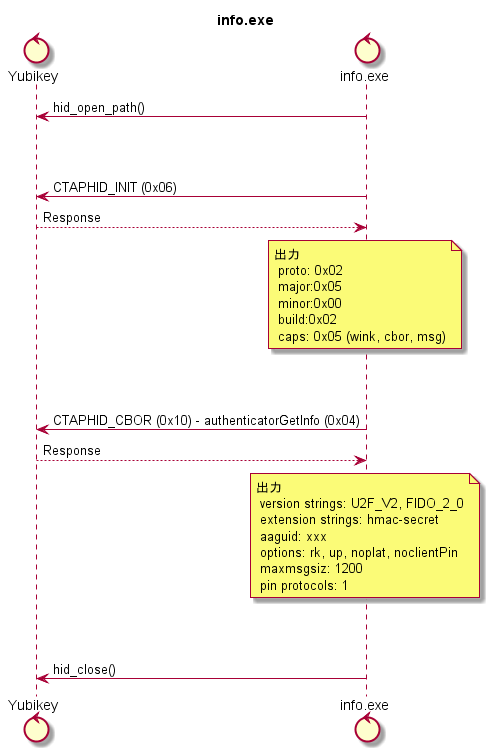 info.exe
Yubikey
info.exe
hid_open_path()
CTAPHID_INIT (0x06)
Response
出力
proto: 0x02
major:0x05
minor:0x00
build:0x02
caps: 0x05 (wink, cbor, msg)
CTAPHID_CBOR (0x10) - authenticatorGetInfo (0x04)
Response
出力
version strings: U2F_V2, FIDO_2_0
extension strings: hmac-secret
aaguid: xxx
options: rk, up, noplat, noclientPin
maxmsgsiz: 1200
pin protocols: 1
hid_close()
Yubikey
info.exe